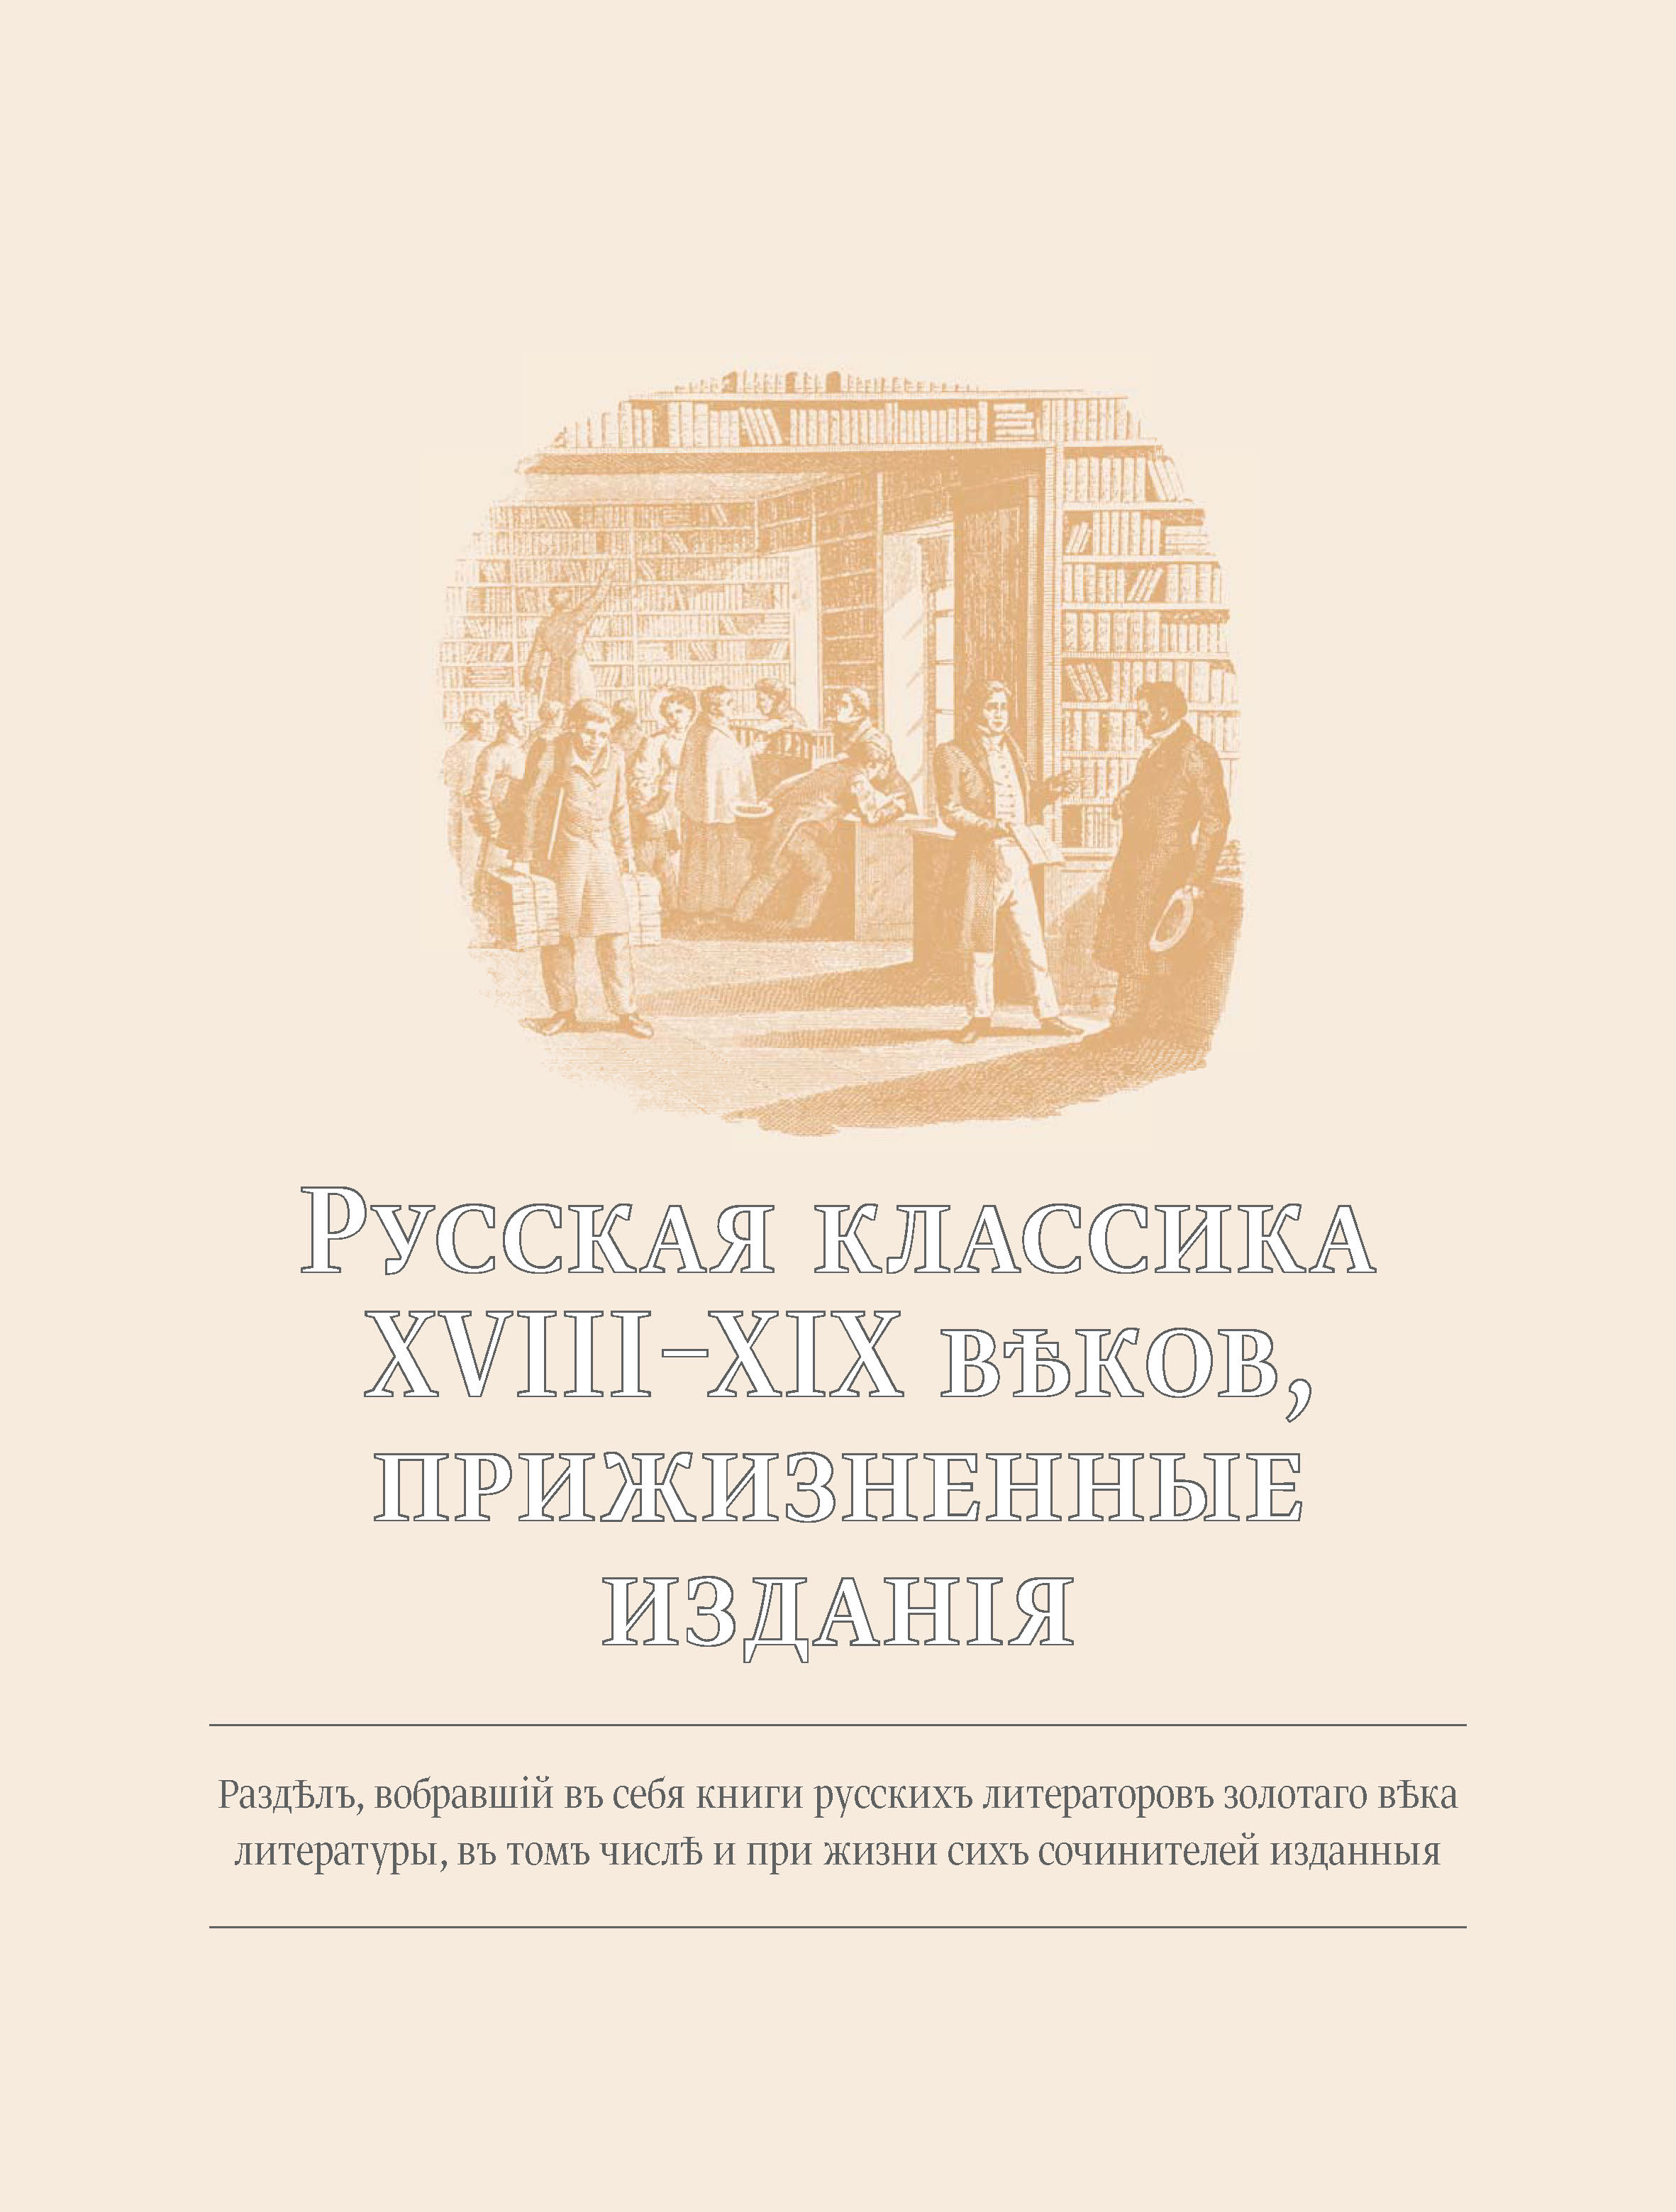 Русская классика
XVIII–XIX вѣков,
прижизненные
изданія
Раздѣлъ, вобравшій въ себя книги русскихъ литераторовъ золотаго вѣка
литературы, въ томъ числѣ и при жизни сихъ сочинителей изданныя